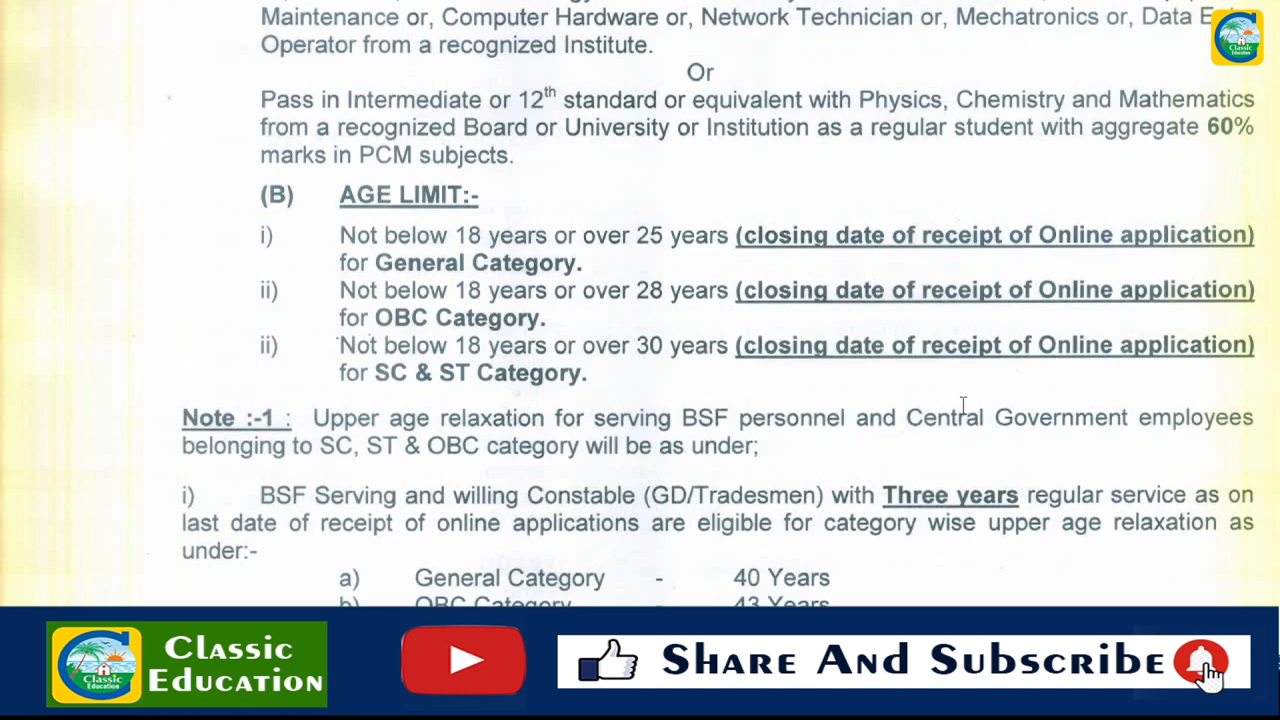 Maintenance or, Computer Hardware or, Network Technician or, Mechatronics or, Data
Operator from a recognized Institute.
Or
Pass in Intermediate or 12th standard or equivalent with Physics, Chemistry and Mathematics
from a recognized Board or University or Institution as a regular student with aggregate 60%
marks in PCM subjects.
(B) AGE LIMIT:-
i) Not below 18 years or over 25 years (closing date of receipt of Online application)
for General Category.
ii) Not below 18 years or over 28 years (closing date of receipt of Online application)
for OBC Category.
ii) Not below 18 years or over 30 years (closing date of receipt of Online application)
for SC & ST Category.
Note :-1 : Upper age relaxation for serving BSF personnel and Central Government employees
belonging to SC, ST & OBC category will be as under;
i) BSF Serving and willing Constable (GD/Tradesmen) with Three years regular service as on
last date of receipt of online applications are eligible for category wise upper age relaxation as
under:-
a) General Category - 40 Years
b) OBC Category - 43 Years
Classic
Education
Classic
Education
Classic
Education
Share And Subscribe